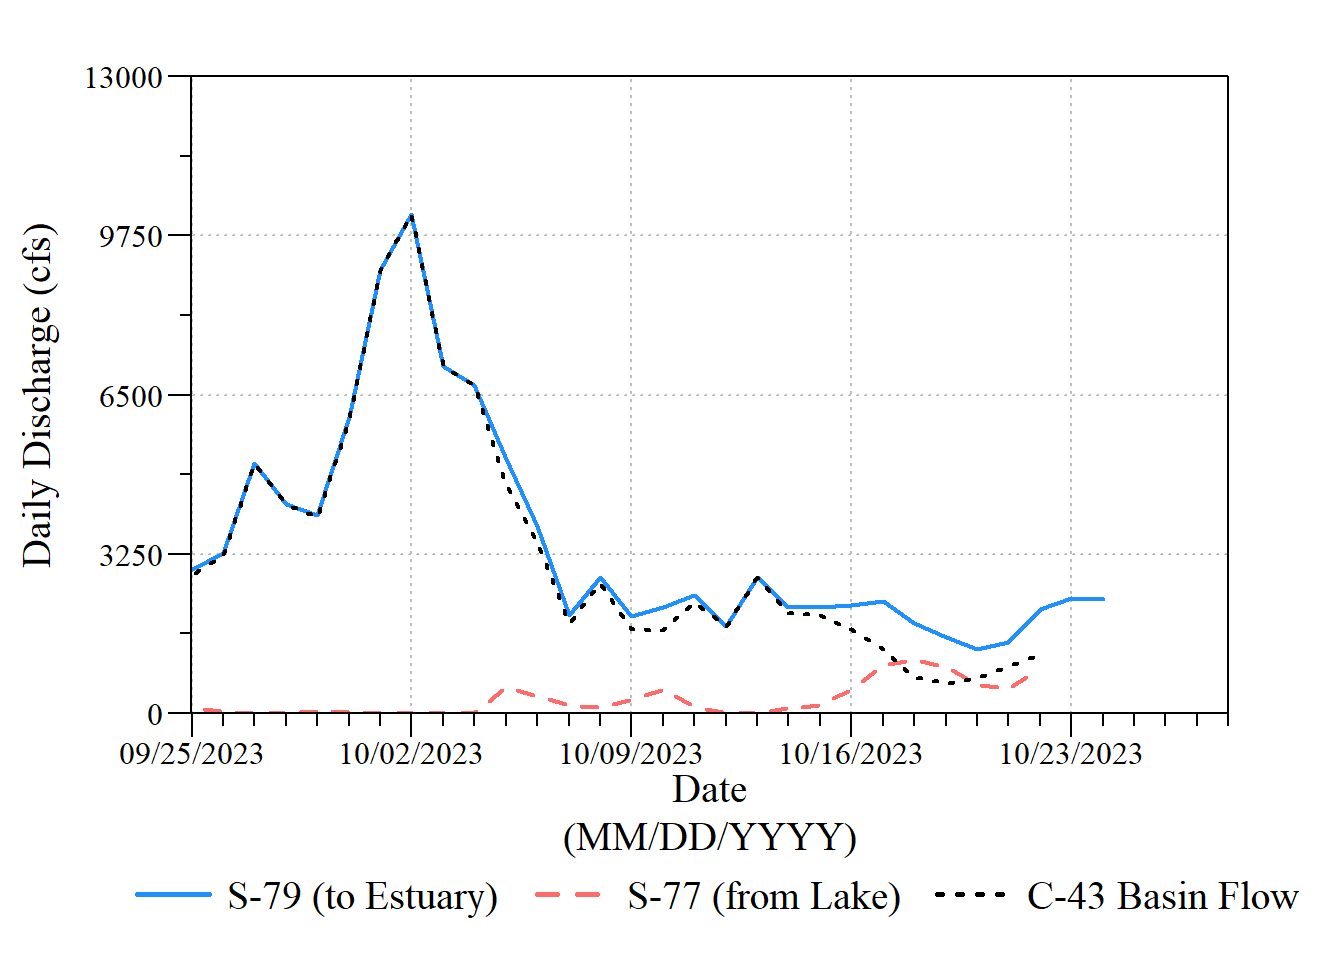 13000
9750
6500
3250
0
Daily Discharge (cfs)
09/25/2023 10/02/2023 10/09/2023 10/16/2023 10/23/2023
Date
(MM/DD/YYYY)
S-79 (to Estuary) S-77 (from Lake) C-43 Basin Flow